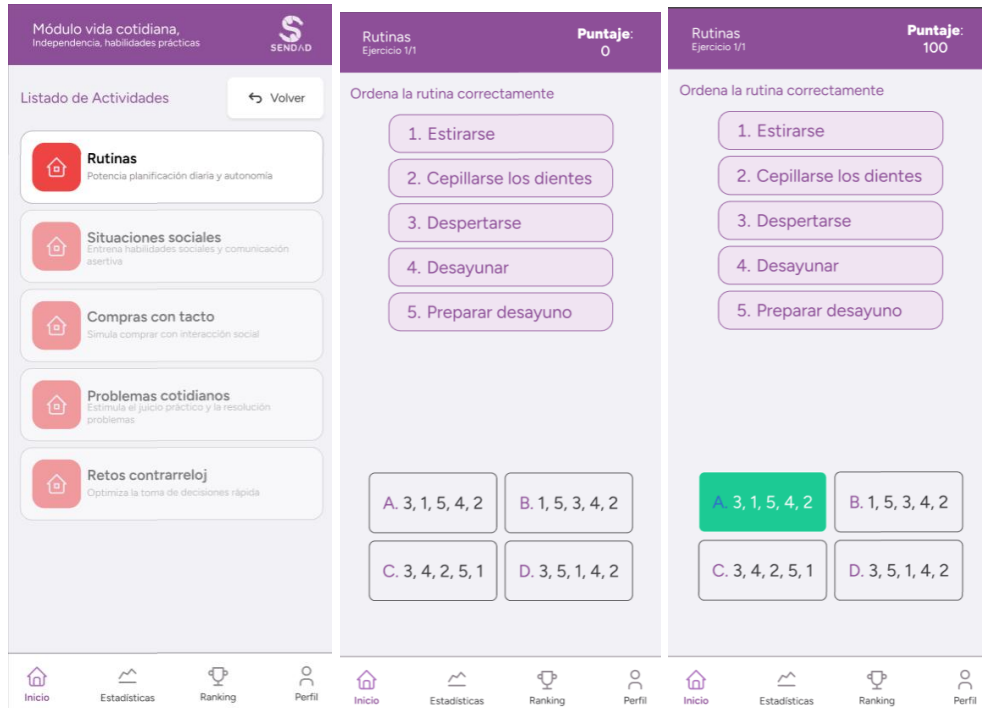 Módulo vida cotidiana,
Independencia, habilidades prácticas
SENDAD
Listado de Actividades
Volver
Rutinas
Potencia planificación diaria y autonomía
Situaciones sociales
Entrena habilidades sociales y comunicación
asertiva
Compras con tacto
Simula comprar con interacción social
Problemas cotidianos
Estimula el juicio práctico y la resolución
problemas
Retos contrarreloj
Optimiza la toma de decisiones rápida
Inicio
Estadísticas
Ranking
Perfil
Rutinas
Ejercicio 1/1
Puntaje:
0
Ordena la rutina correctamente
1. Estirarse
2. Cepillarse los dientes
3. Despertarse
4. Desayunar
5. Preparar desayuno
A. 3, 1, 5, 4, 2
B. 1, 5, 3, 4, 2
C. 3, 4, 2, 5, 1
D. 3, 5, 1, 4, 2
Inicio
Estadísticas
Ranking
Perfil
Rutinas
Ejercicio 1/1
Puntaje:
100
Ordena la rutina correctamente
1. Estirarse
2. Cepillarse los dientes
3. Despertarse
4. Desayunar
5. Preparar desayuno
A. 3, 1, 5, 4, 2
B. 1, 5, 3, 4, 2
C. 3, 4, 2, 5, 1
D. 3, 5, 1, 4, 2
Inicio
Estadísticas
Ranking
Perfil